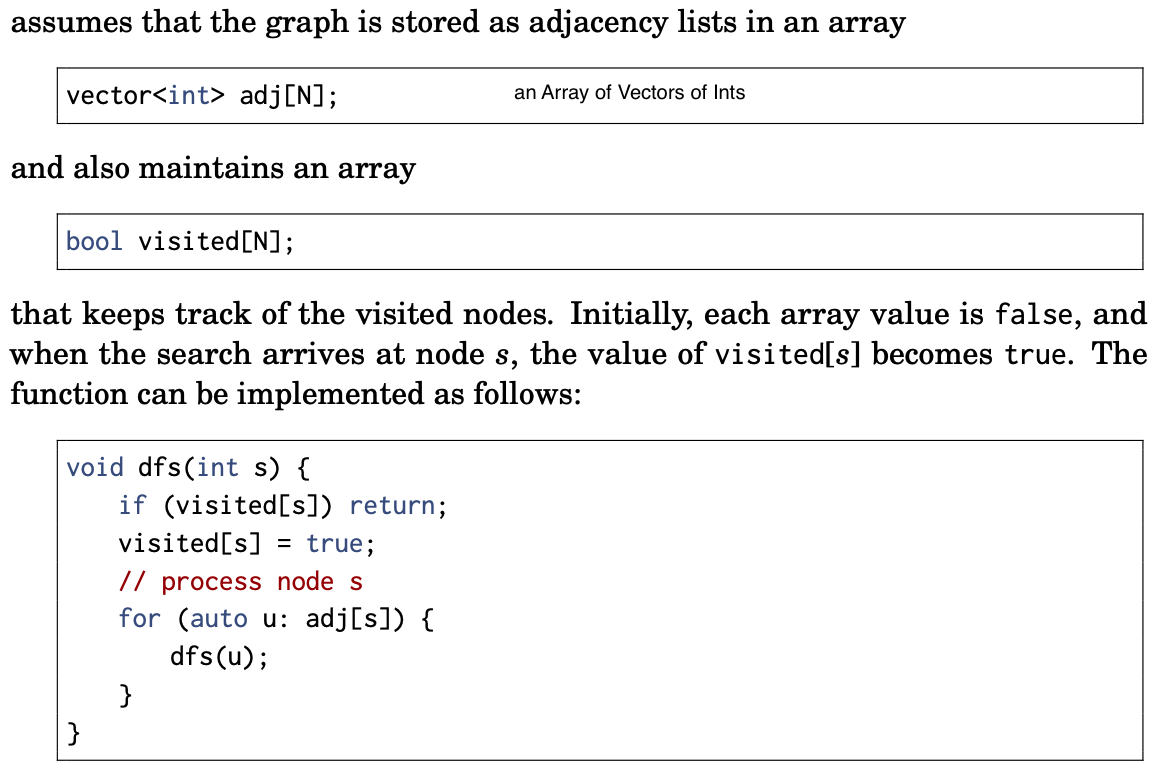 assumes that the graph is stored as adjacency lists in an array
vector<int> adj[N]; an Array of Vectors of Ints
and also maintains an array
bool visited[N];
that keeps track of the visited nodes. Initially, each array value is false, and
when the search arrives at node s, the value of visited[s] becomes true. The
function can be implemented as follows:
void dfs(int s) {
    if (visited[s]) return;
    visited[s] = true;
    // process node s
    for (auto u: adj[s]) {
        dfs(u);
    }
}